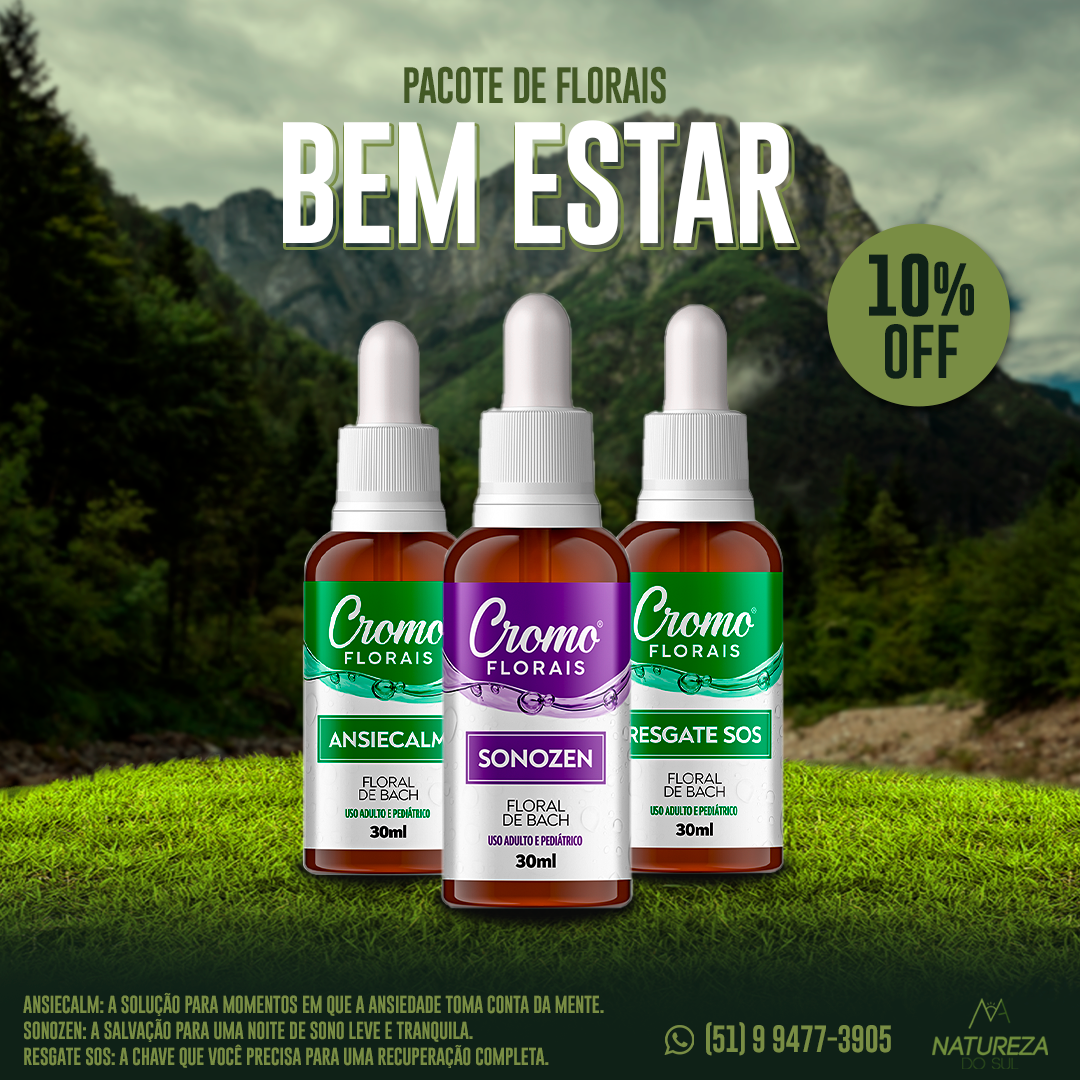 PACOTE DE FLORAIS
BEM ESTAR
10%
OFF
Cromo
FLORAIS
ANSIECALM
FLORAL
DE BACH
USO ADULTO E PEDIÁTRICO
30ml
Cromo®
FLORAIS
SONOZEN
FLORAL
DE BACH
USO ADULTO E PEDIÁTRICO
30ml
Cromo®
FLORAIS
RESGATE SOS
FLORAL
DE BACH
USO ADULTO E PEDIÁTRICO
30ml
ANSIECALM: A SOLUÇÃO PARA MOMENTOS EM QUE A ANSIEDADE TOMA CONTA DA MENTE.
SONOZEN: A SALVAÇÃO PARA UMA NOITE DE SONO LEVE E TRANQUILA.
RESGATE SOS: A CHAVE QUE VOCÊ PRECISA PARA UMA RECUPERAÇÃO COMPLETA.
(51) 9 9477-3905
NATUREZA
DO SUL